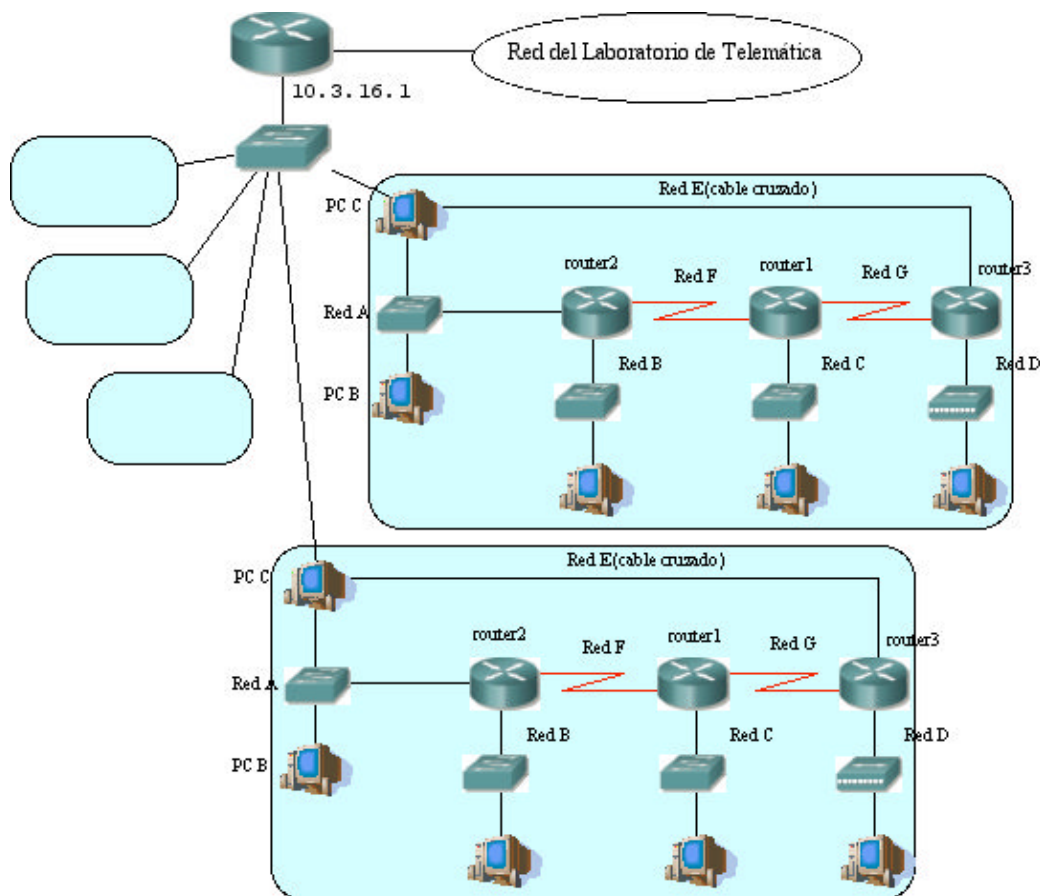 Red del Laboratorio de Telemática
10.3.16.1
Red E(cable cruzado)
PC C
router2
Red F
router1
Red G
router3
Red A
Red B
Red C
Red D
PC B
Red E(cable cruzado)
PC C
router2
Red F
router1
Red G
router3
Red A
Red B
Red C
Red D
PC B